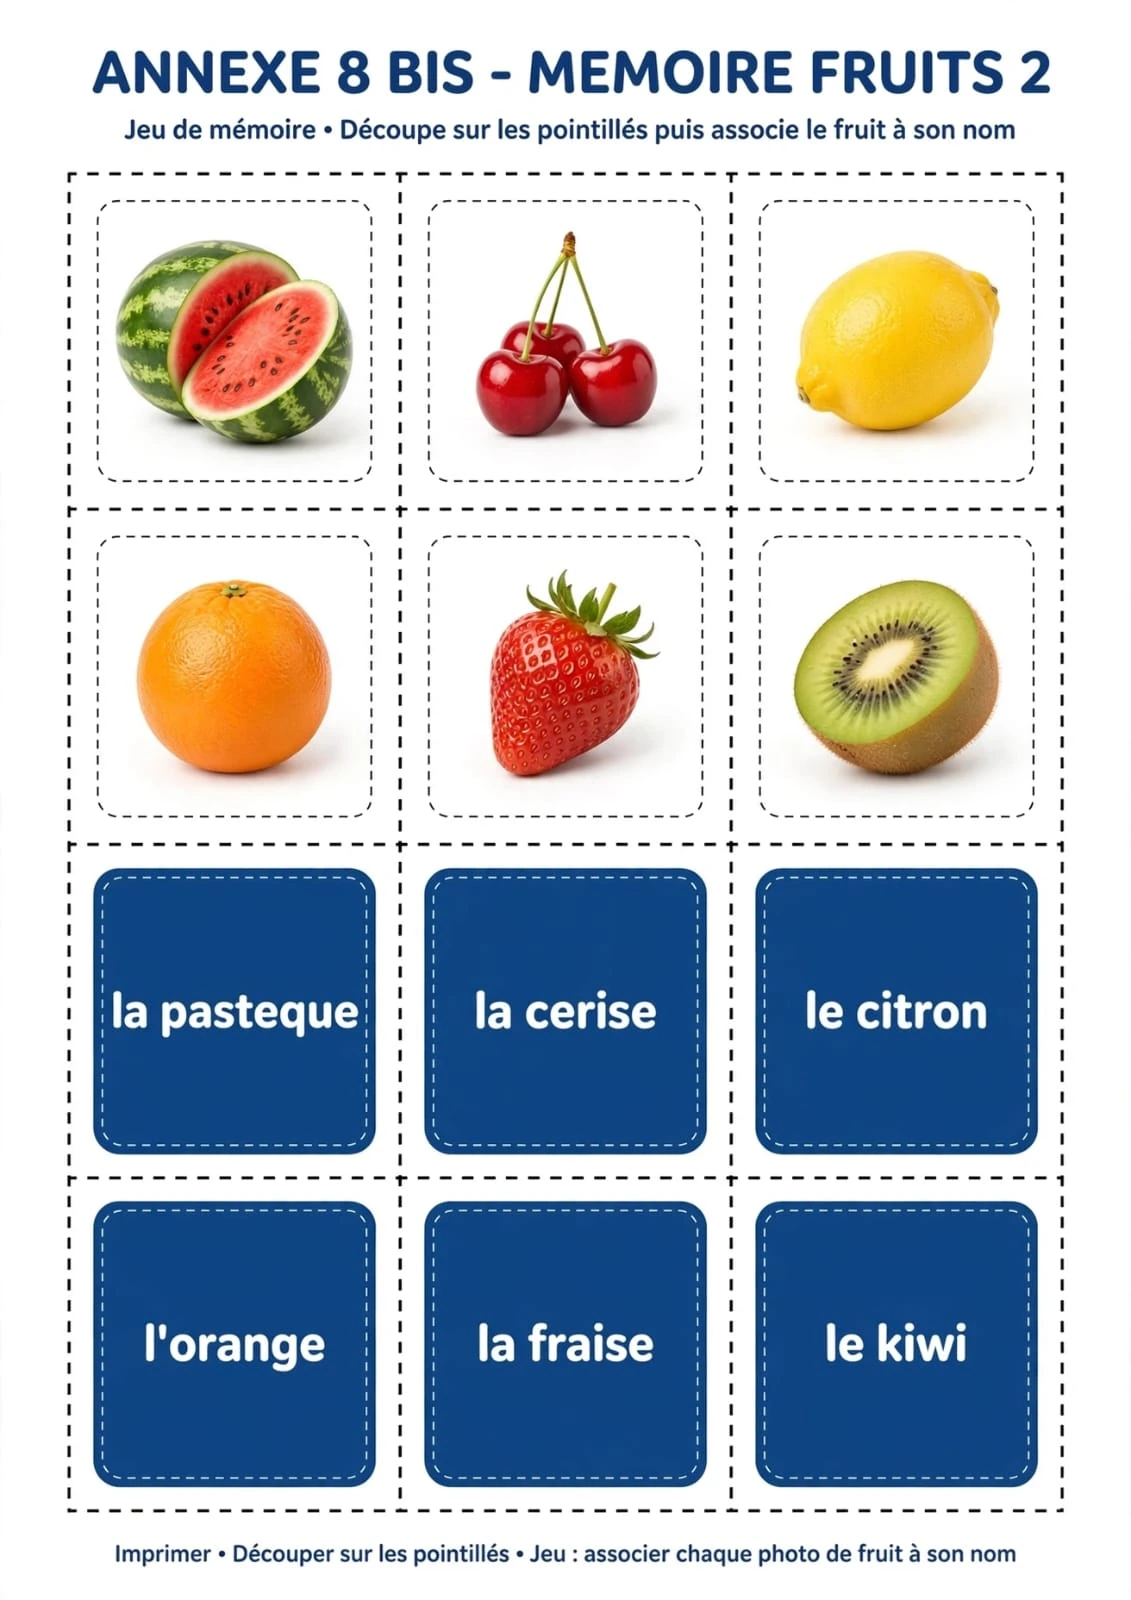 ANNEXE 8 BIS - MEMOIRE FRUITS 2
Jeu de mémoire • Découpe sur les pointillés puis associe le fruit à son nom
la pasteque
la cerise
le citron
l'orange
la fraise
le kiwi
Imprimer • Découper sur les pointillés • Jeu : associer chaque photo de fruit à son nom